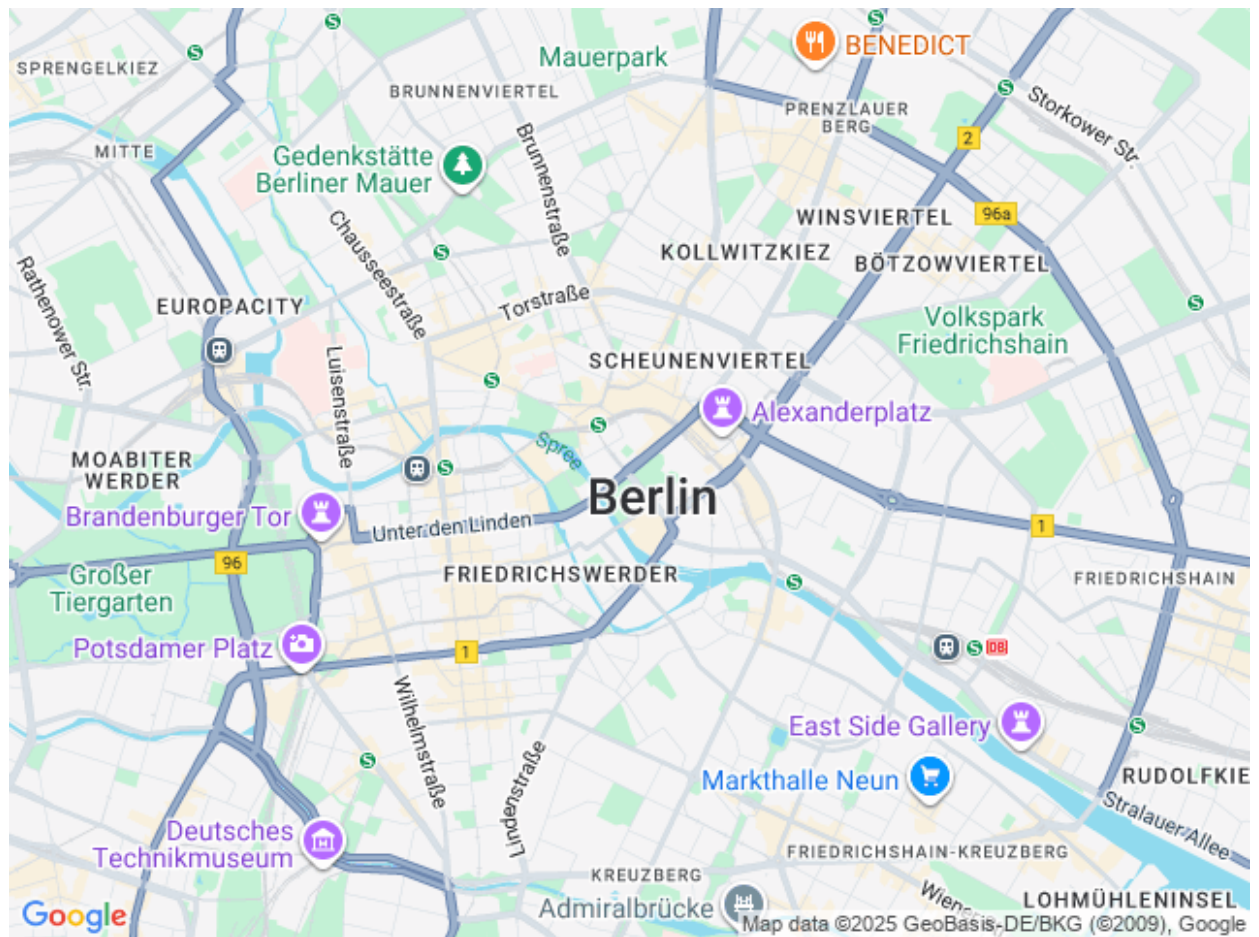 S
S
S
BENEDICT
Mauerpark
SPRENGELKIEZ
BRUNNENVIERTEL
S
Storkower Str.
PRENZLAUER
BERG
2
MITTE
Gedenkstätte
Berliner Mauer
Brunnenstraße
96a
WINSVIERTEL
Chausseestraße
S
KOLLWITZKIEZ
BÖTZOWVIERTEL
Rathenower Str.
EUROPACITY
Torstraße
S
Volkspark
Friedrichshain
Luisenstraße
SCHEUNENVIERTEL
S
Alexanderplatz
S
Spree
MOABITER
WERDER
S
Berlin
Brandenburger Tor
Unter den Linden
1
96
Großer
Tiergarten
FRIEDRICHSWERDER
S
FRIEDRICHSHAIN
Potsdamer Platz
1
S
DB
Wilhelmstraße
East Side Gallery
S
Lindenstraße
S
Markthalle Neun
RUDOLFKIE
Stralauer Allee
Deutsches
Technikmuseum
FRIEDRICHSHAIN-KREUZBERG
KREUZBERG
Admiralbrücke
LOHMÜHLENINSEL
Google
Map data ©2025 GeoBasis-DE/BKG (©2009), Google